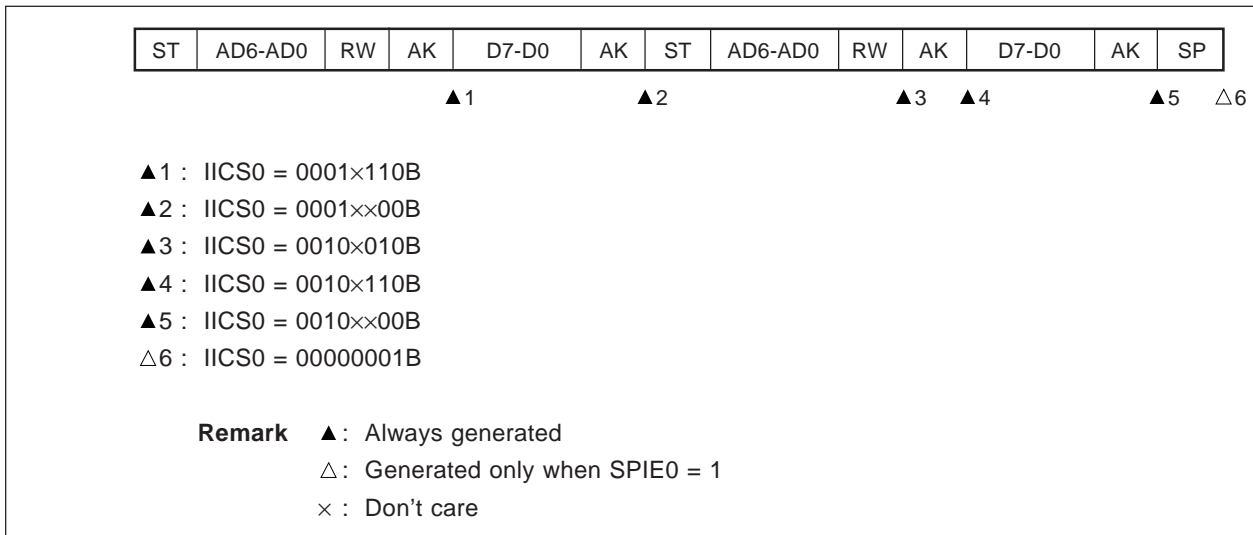 ST AD6-AD0 RW AK D7-D0 AK ST AD6-AD0 RW AK D7-D0 AK SP
▲1 ▲2 ▲3 ▲4 ▲5 △6
▲1 : IICS0 = 0001×110B
▲2 : IICS0 = 0001××00B
▲3 : IICS0 = 0010×010B
▲4 : IICS0 = 0010×110B
▲5 : IICS0 = 0010××00B
△6 : IICS0 = 00000001B
Remark ▲: Always generated
△: Generated only when SPIE0 = 1
× : Don't care